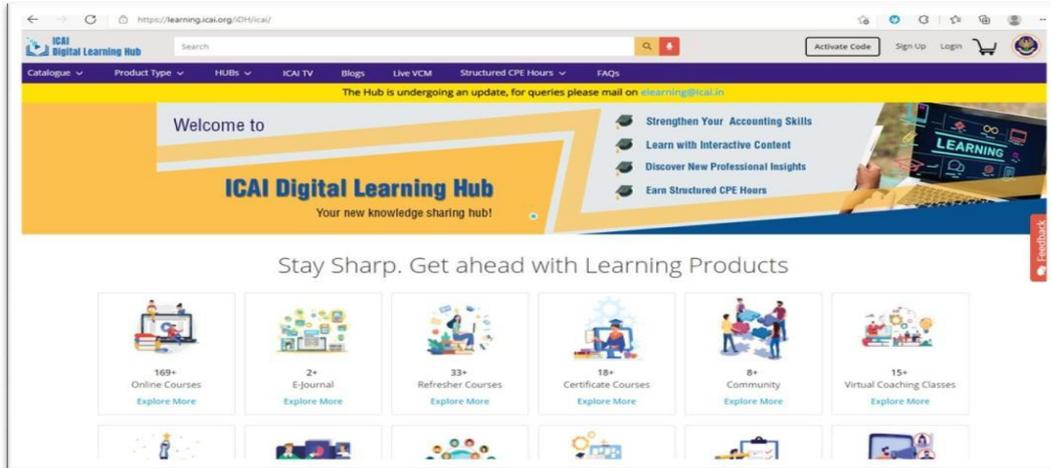 https://learning.icai.org/iDH/icai/
ICAI
Digital Learning Hub
Search
Activate Code
Sign Up
Login
Catalogue
Product Type
HUBs
ICAI TV
Blogs
Live VCM
Structured CPE Hours
FAQs
The Hub is undergoing an update, for queries please mail on elearning@icai.in
Welcome to
ICAI Digital Learning Hub
Your new knowledge sharing hub!
Strengthen Your Accounting Skills
Learn with Interactive Content
Discover New Professional Insights
Earn Structured CPE Hours
LEARNING
Feedback
Stay Sharp. Get ahead with Learning Products
169+
Online Courses
Explore More
2+
E-Journal
Explore More
33+
Refresher Courses
Explore More
18+
Certificate Courses
Explore More
8+
Community
Explore More
15+
Virtual Coaching Classes
Explore More